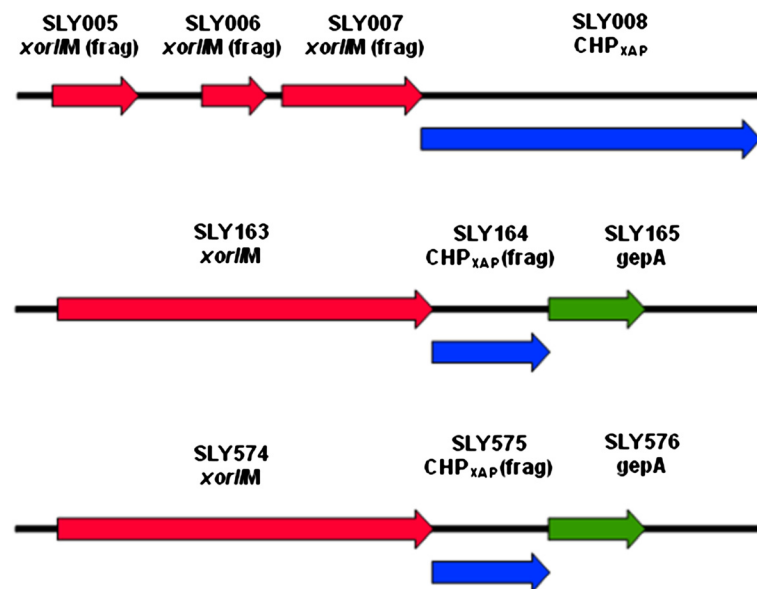 SLY005 SLY006 SLY007 SLY008
xorIIM (frag) xorIIM (frag) xorIIM (frag) CHPXAP
SLY163 SLY164 SLY165
xorIIM CHPXAP(frag) gepA
SLY574 SLY575 SLY576
xorIIM CHPXAP(frag) gepA